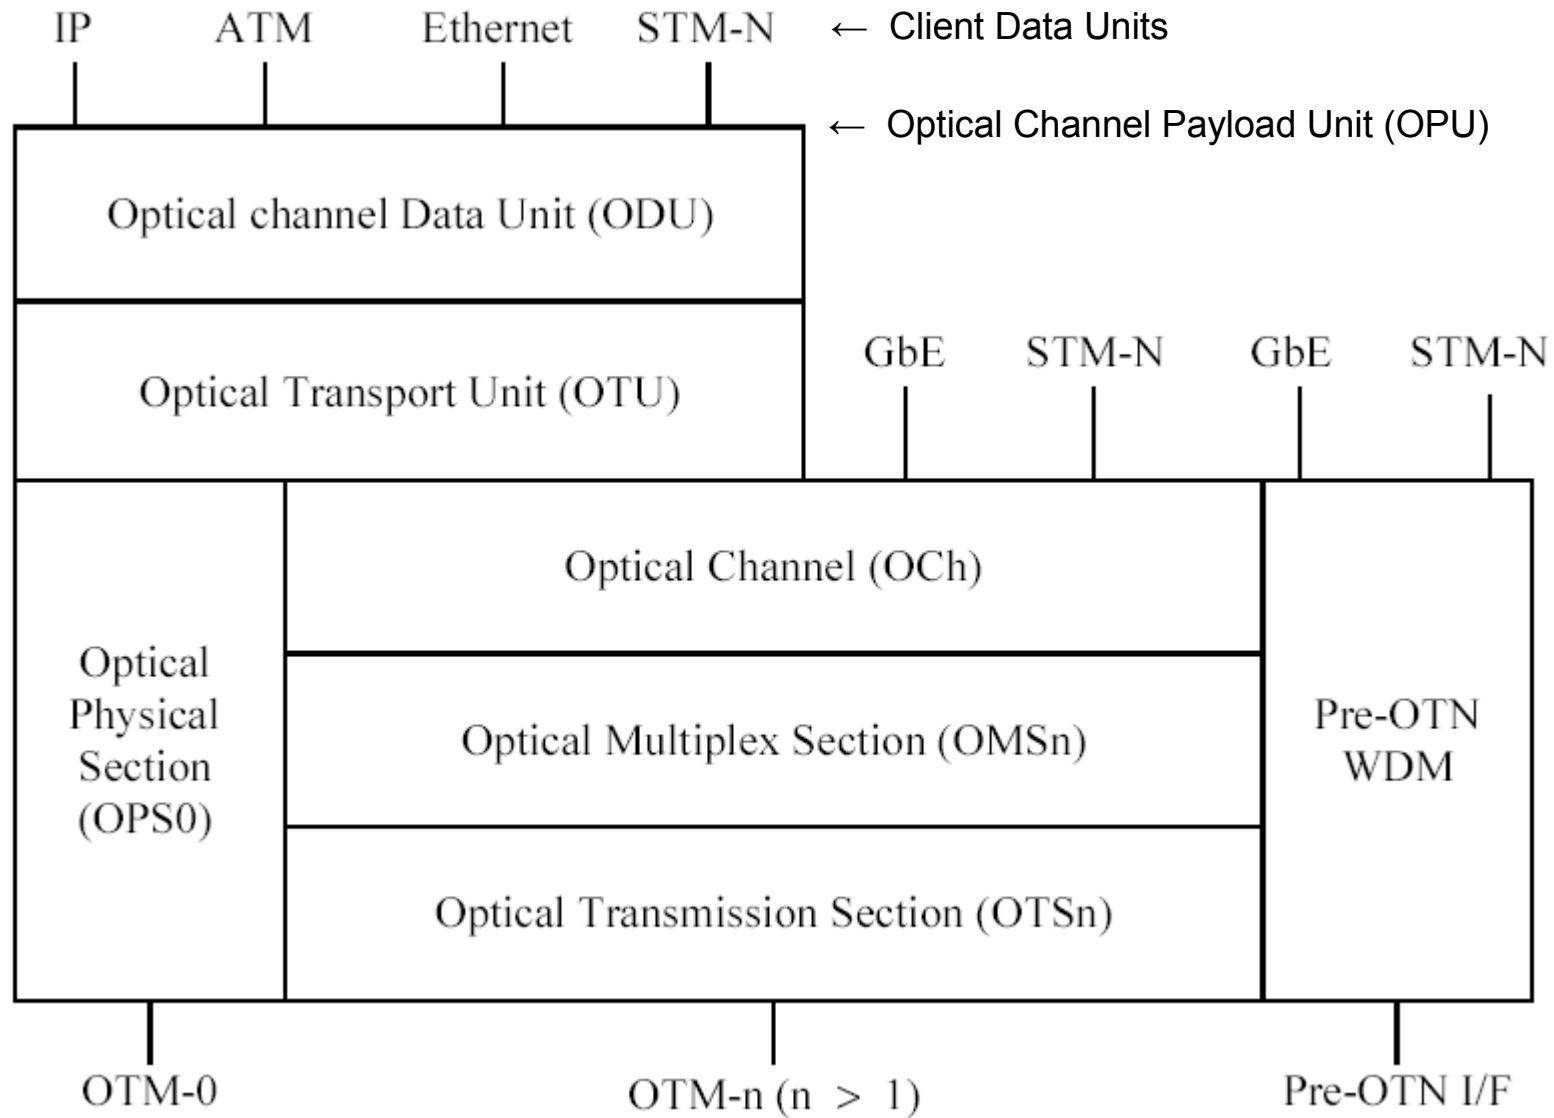 IP ATM Ethernet STM-N ← Client Data Units
← Optical Channel Payload Unit (OPU)
Optical channel Data Unit (ODU)
Optical Transport Unit (OTU)
GbE STM-N GbE STM-N
Optical Channel (OCh)
Optical
Physical
Section
(OPS0)
Optical Multiplex Section (OMSn)
Pre-OTN
WDM
Optical Transmission Section (OTSn)
OTM-0 OTM-n (n > 1) Pre-OTN I/F